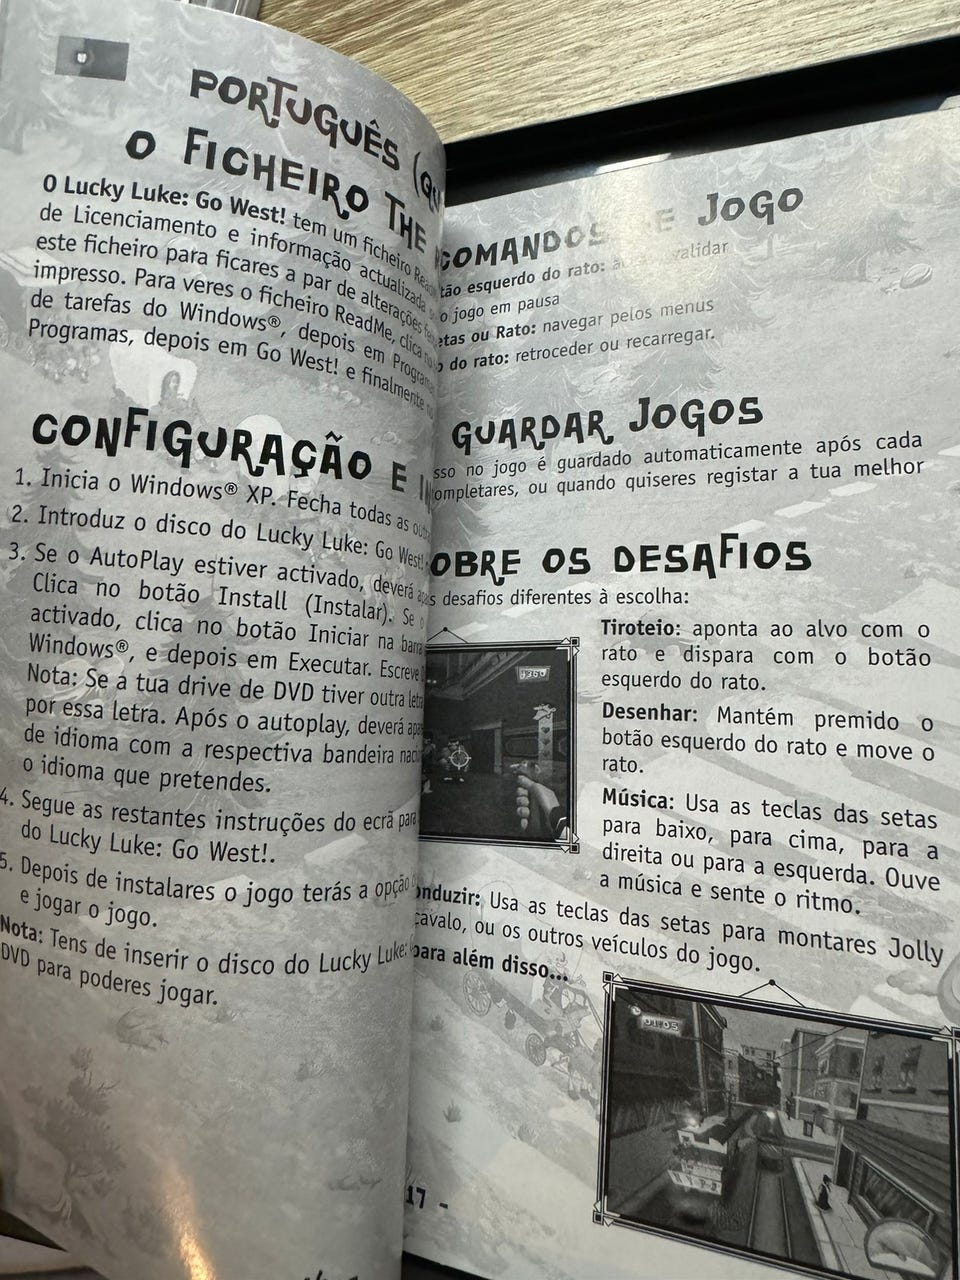 PORTUGUÊS
O FICHEIRO THE
O Lucky Luke: Go West! tem um ficheiro
de Licenciamento e informação actualizada
este ficheiro para ficares a par de alterações
impresso. Para veres o ficheiro ReadMe, clica
de tarefas do Windows®, depois em
Programas, depois em Go West! e finalmente
CONFIGURAÇÃO E
1. Inicia o Windows® XP. Fecha todas as
2. Introduz o disco do Lucky Luke: Go West!
3. Se o AutoPlay estiver activado, deverá
Clica no botão Install (Instalar). Se
activado, clica no botão Iniciar na barra
Windows®, e depois em Executar. Escreve
Nota: Se a tua drive de DVD tiver outra
por essa letra. Após o autoplay, deverá
de idioma com a respectiva bandeira
o idioma que pretendes.
4. Segue as restantes instruções do ecrã para
do Lucky Luke: Go West!.
5. Depois de instalares o jogo terás a opção
e jogar o jogo.
Nota: Tens de inserir o disco do Lucky Luke:
DVD para poderes jogar.
COMANDOS DE JOGO
esquerdo do rato: validar
o jogo em pausa
ou Rato: navegar pelos menus
do rato: retroceder ou recarregar.
GUARDAR JOGOS
no jogo é guardado automaticamente após cada
ompletares, ou quando quiseres registar a tua melhor
OBRE OS DESAFIOS
desafios diferentes à escolha:
Tiroteio: aponta ao alvo com o
rato e dispara com o botão
esquerdo do rato.
Desenhar: Mantém premido o
botão esquerdo do rato e move o
rato.
Música: Usa as teclas das setas
para baixo, para cima, para a
direita ou para a esquerda. Ouve
a música e sente o ritmo.
onduzir: Usa as teclas das setas para montares Jolly
cavalo, ou os outros veículos do jogo.
para além disso...
17 -